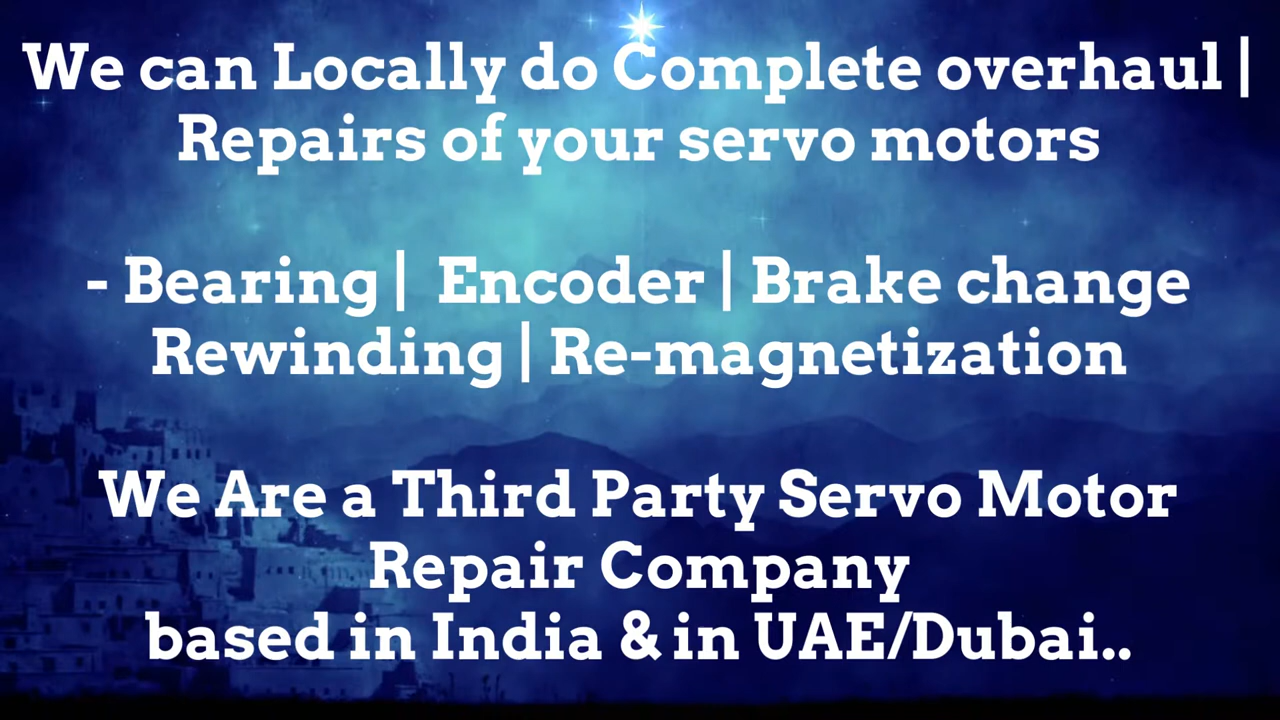 We can Locally do Complete overhaul |
Repairs of your servo motors
- Bearing | Encoder | Brake change
Rewinding | Re-magnetization
We Are a Third Party Servo Motor
Repair Company
based in India & in UAE/Dubai..